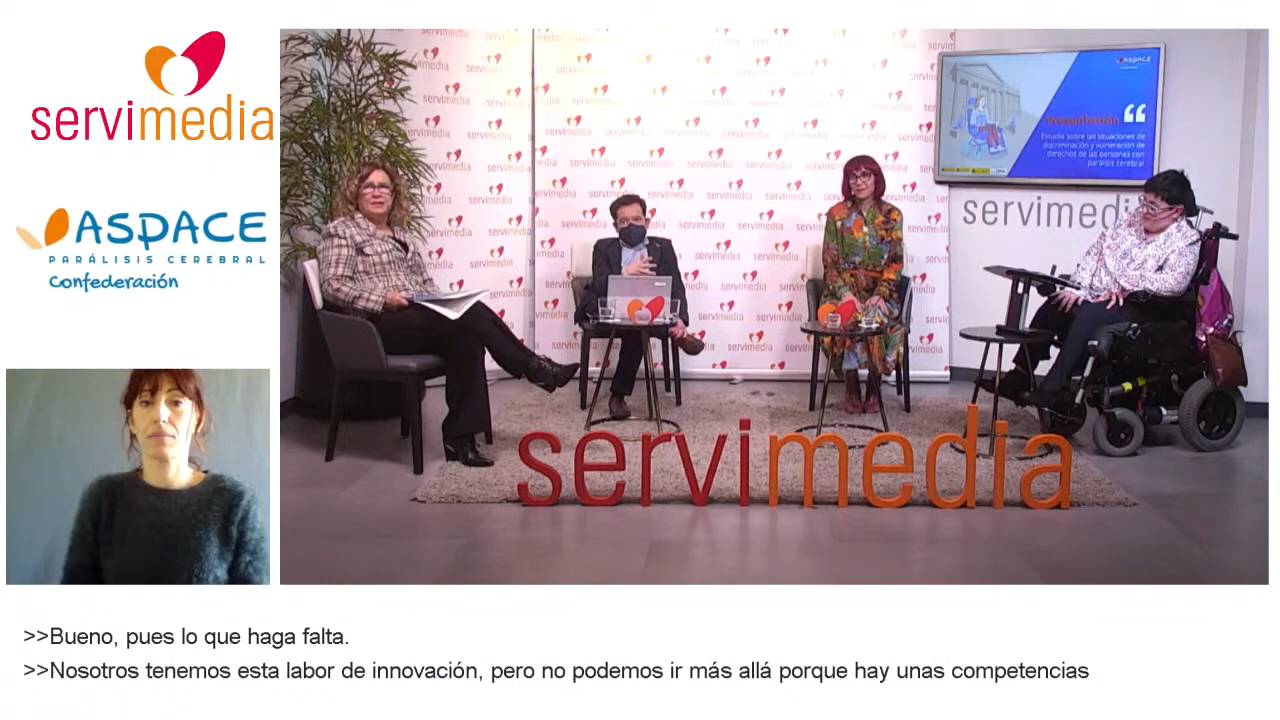 servimedia
ASPACE
PARÁLISIS CEREBRAL
Confederación
ASPACE
Presentación
Estudio sobre las situaciones de
discriminación y vulneración de
derechos de las personas con
parálisis cerebral
servimedia
servimedia
>>Bueno, pues lo que haga falta.
>>Nosotros tenemos esta labor de innovación, pero no podemos ir más allá porque hay unas competencias